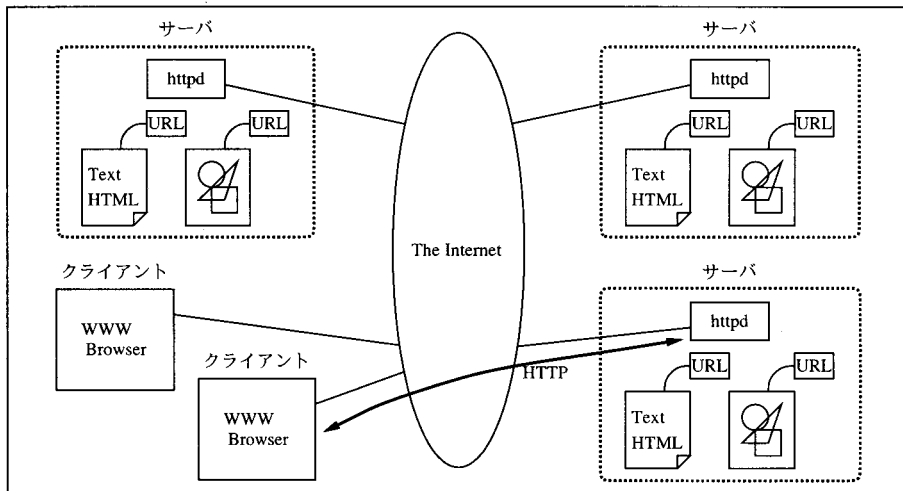 サーバ
httpd
URL
URL
Text
HTML
サーバ
httpd
URL
URL
Text
HTML
The Internet
クライアント
WWW
Browser
クライアント
WWW
Browser
HTTP
サーバ
httpd
URL
URL
Text
HTML